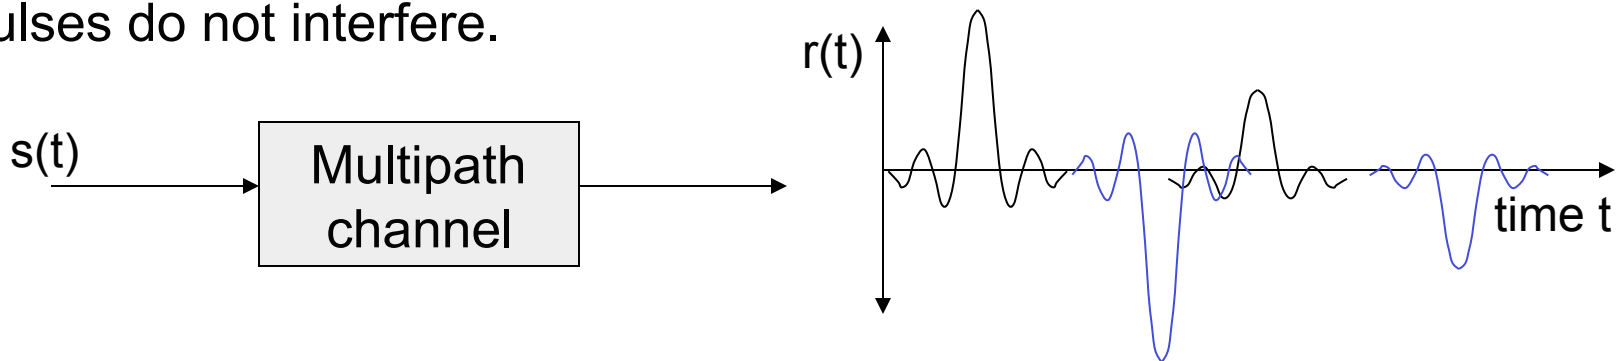 ulses do not interfere.
r(t)
s(t)
Multipath
channel
time t